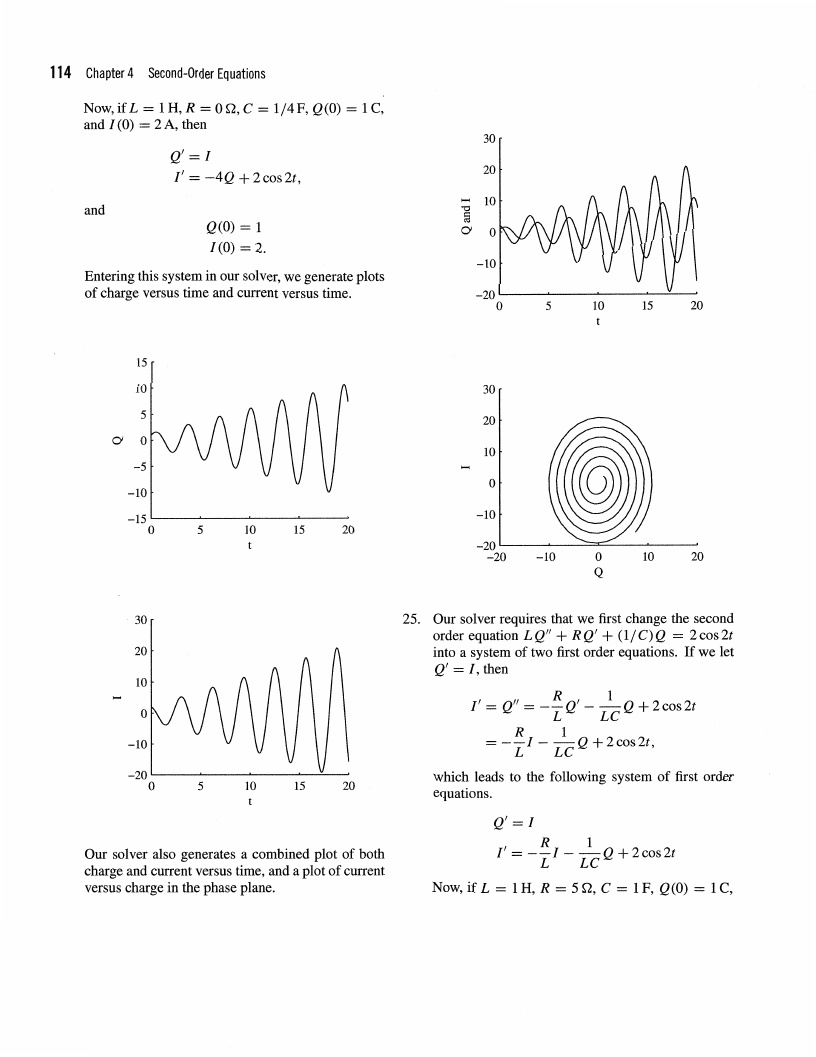 114 Chapter 4 Second-Order Equations
Now, if L = 1 H, R = 0 Ω, C = 1/4 F, Q(0) = 1 C,
and I(0) = 2 A, then
Q′ = I
I′ = −4Q + 2 cos 2t,
and
Q(0) = 1
I(0) = 2.
Entering this system in our solver, we generate plots
of charge versus time and current versus time.
15
10
5
0
−5
−10
−15
Q
0 5 10 15 20
t
30
20
10
0
−10
−20
I
0 5 10 15 20
t
Our solver also generates a combined plot of both
charge and current versus time, and a plot of current
versus charge in the phase plane.
30
20
10
0
−10
−20
Q and I
0 5 10 15 20
t
30
20
10
0
−10
−20
I
−20 −10 0 10 20
Q
25. Our solver requires that we first change the second
order equation LQ″ + RQ′ + (1/C)Q = 2 cos 2t
into a system of two first order equations. If we let
Q′ = I, then
I′ = Q″ = −R/L Q′ − 1/LC Q + 2 cos 2t
= −R/L I − 1/LC Q + 2 cos 2t,
which leads to the following system of first order
equations.
Q′ = I
I′ = −R/L I − 1/LC Q + 2 cos 2t
Now, if L = 1 H, R = 5 Ω, C = 1 F, Q(0) = 1 C,